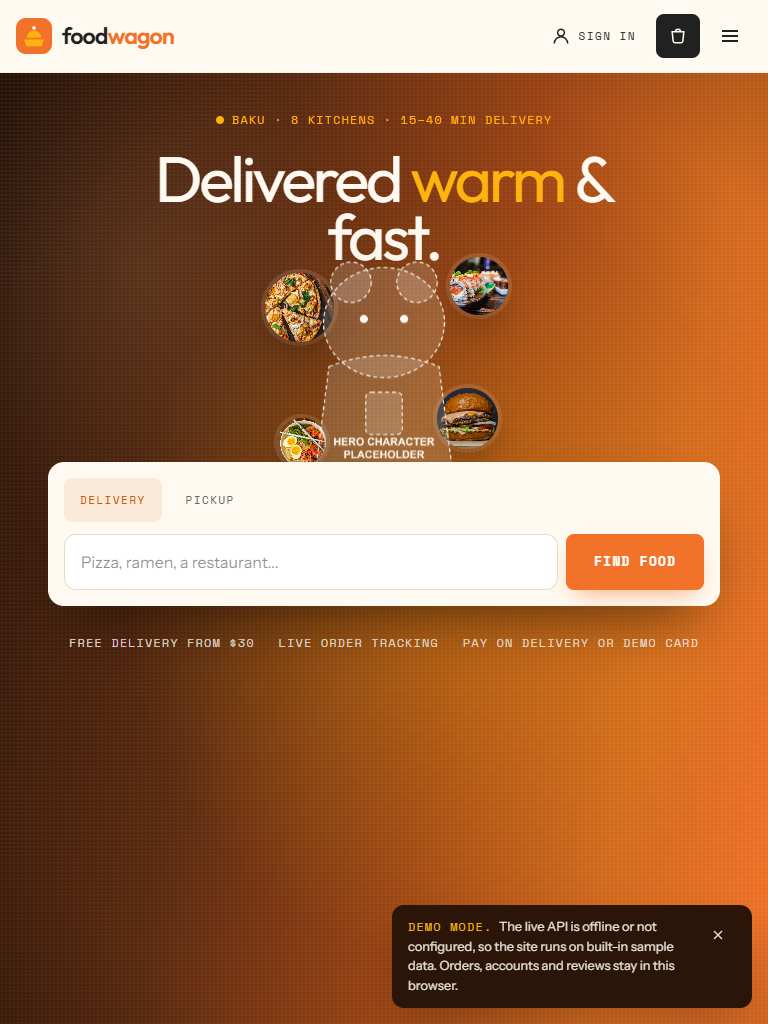 foodwagon
SIGN IN
BAKU · 8 KITCHENS · 15–40 MIN DELIVERY
Delivered warm &
fast.
HERO CHARACTER
PLACEHOLDER
DELIVERY
PICKUP
Pizza, ramen, a restaurant...
FIND FOOD
FREE DELIVERY FROM $30
LIVE ORDER TRACKING
PAY ON DELIVERY OR DEMO CARD
DEMO MODE. The live API is offline or not
configured, so the site runs on built-in sample
data. Orders, accounts and reviews stay in this
browser.